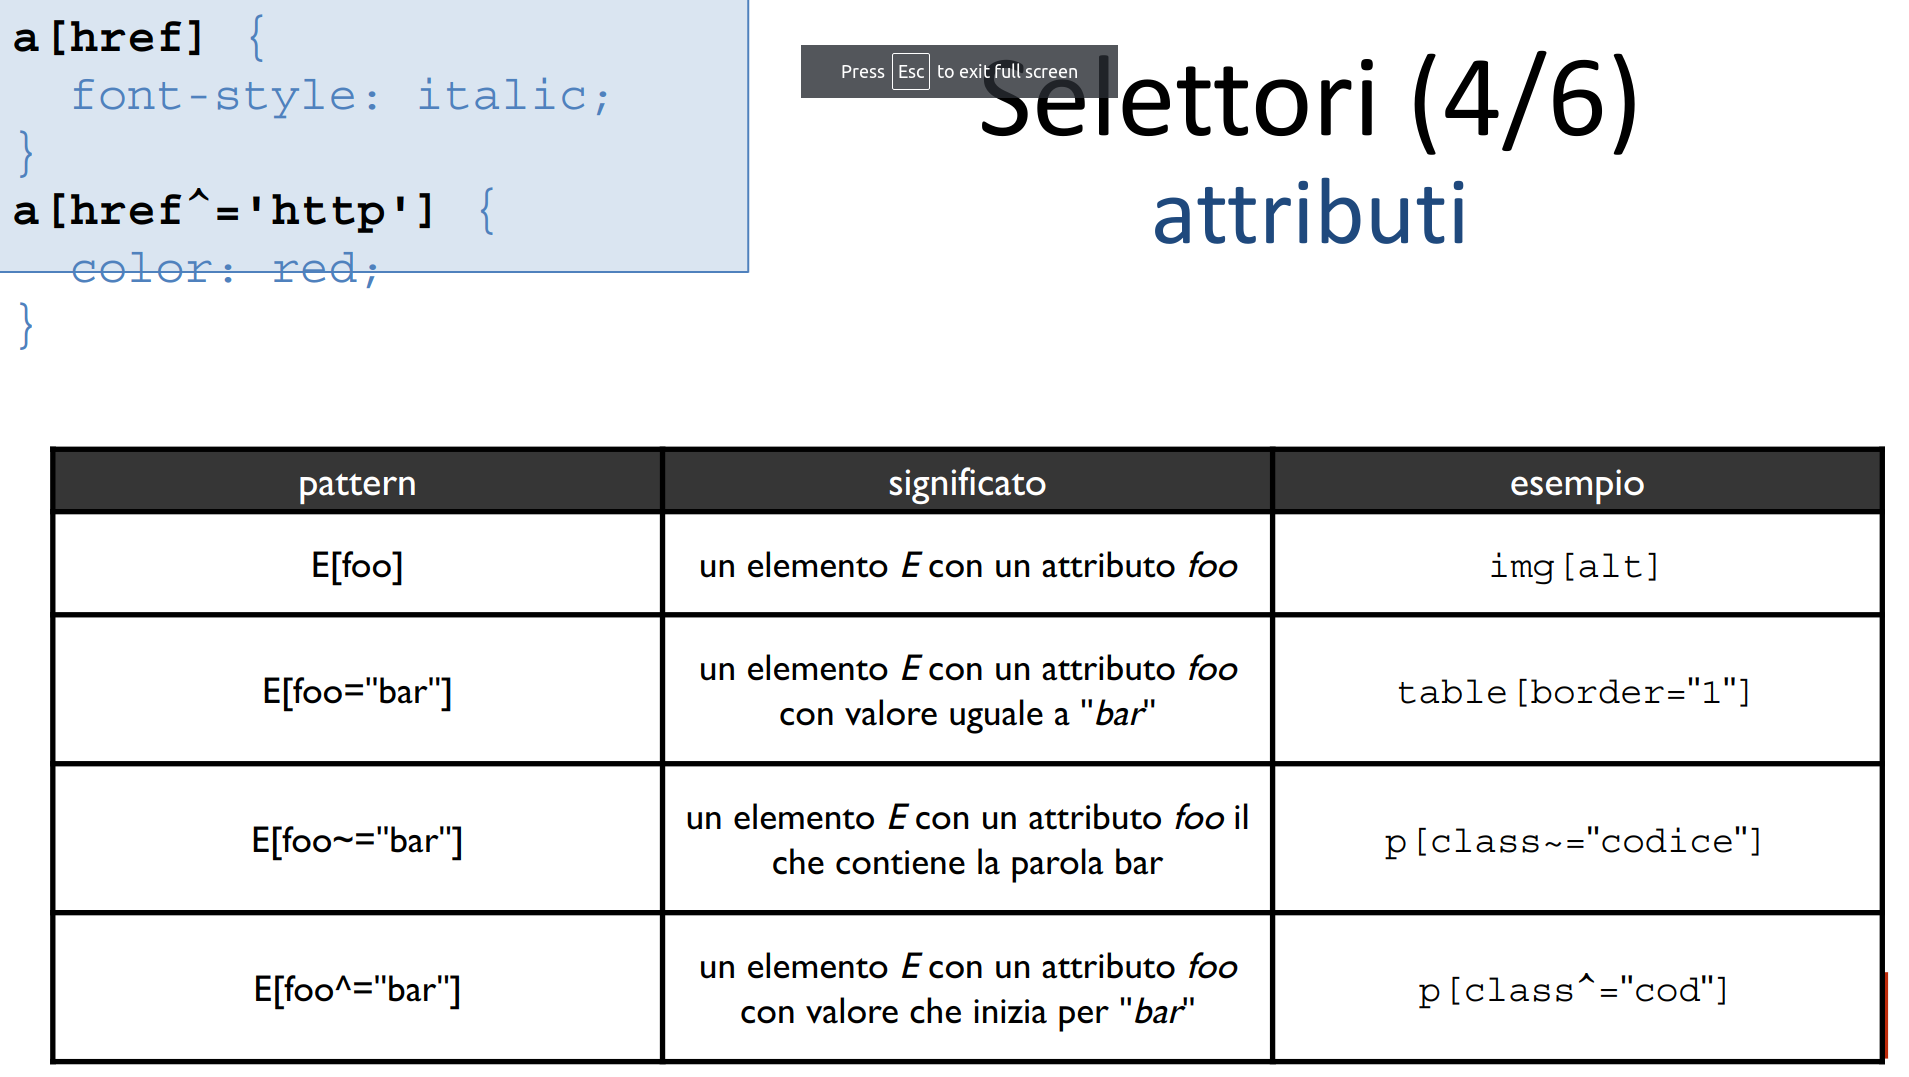 a[href] {
font-style: italic;
}
a[href^='http'] {
color: red;
}
Press Esc to exit full screen
Selettori (4/6)
attributi
pattern significato esempio
E[foo] un elemento E con un attributo foo img[alt]
E[foo="bar"] un elemento E con un attributo foo
con valore uguale a "bar" table[border="1"]
E[foo~="bar"] un elemento E con un attributo foo il
che contiene la parola bar p[class~="codice"]
E[foo^="bar"] un elemento E con un attributo foo
con valore che inizia per "bar" p[class^="cod"]